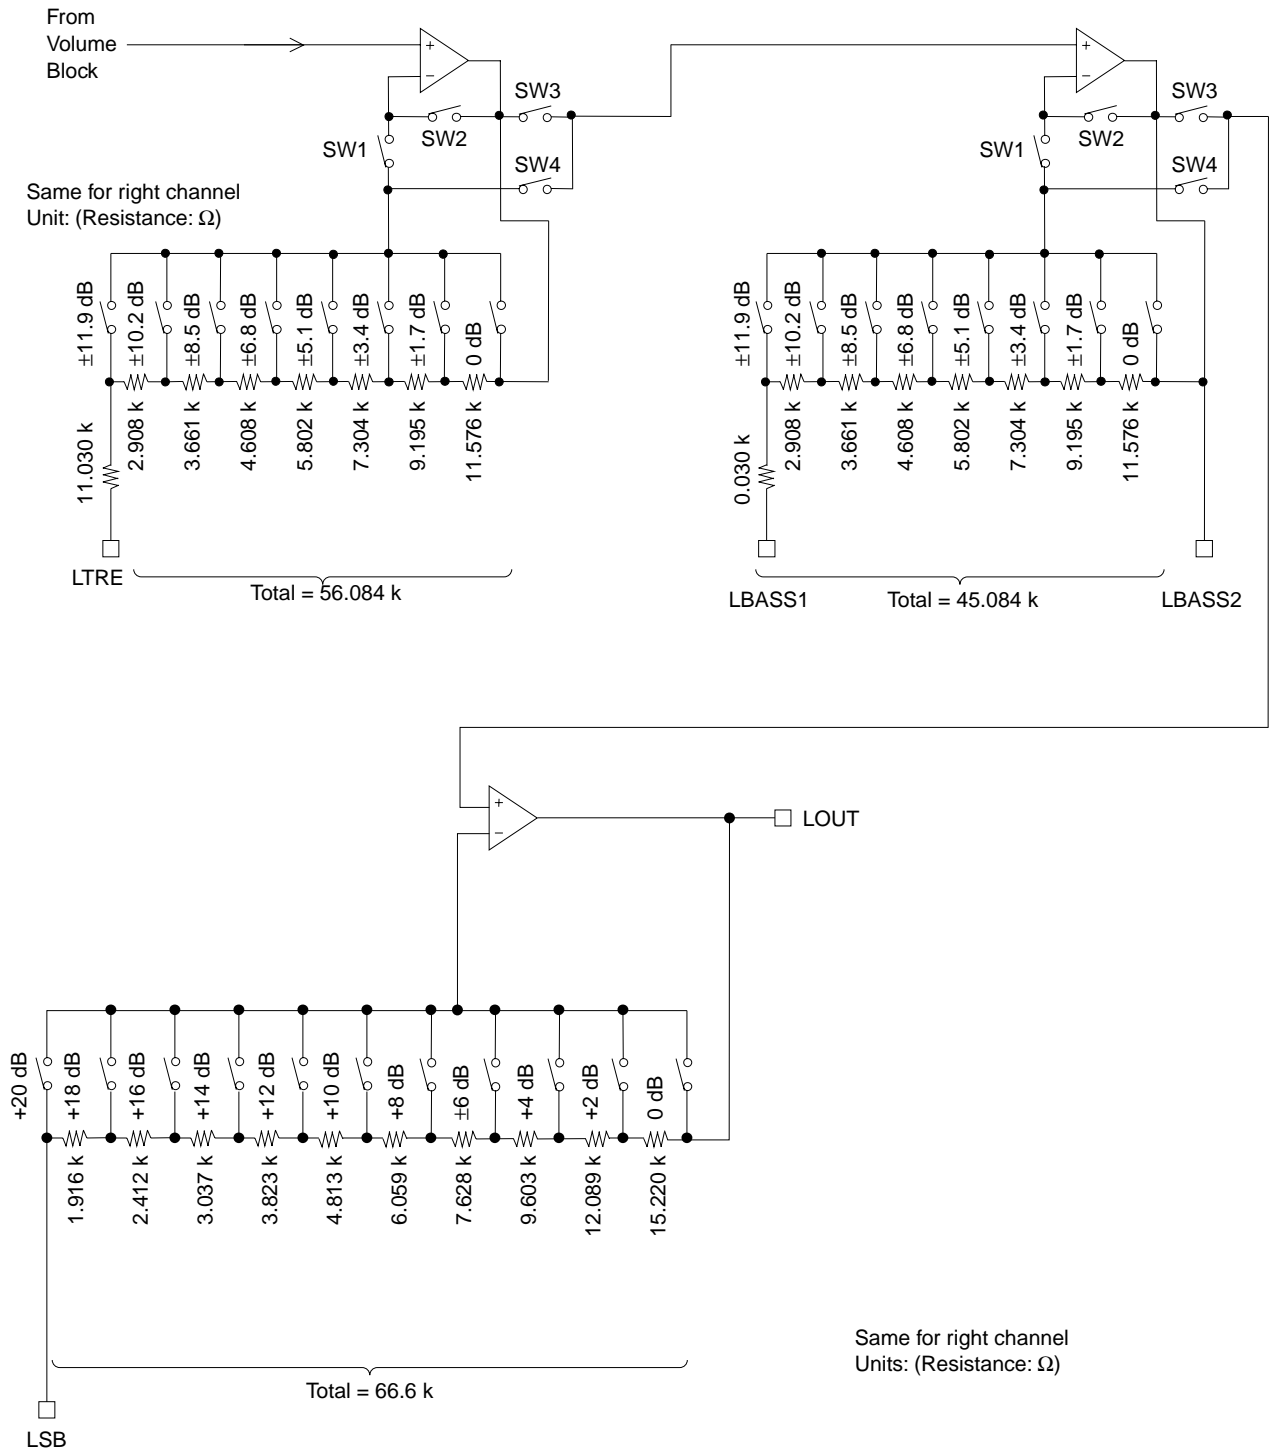 From
Volume
Block
+
−
SW3
SW2
SW1
SW4
+
−
SW3
SW2
SW1
SW4
Same for right channel
Unit: (Resistance: Ω)
±11.9 dB
±10.2 dB
±8.5 dB
±6.8 dB
±5.1 dB
±3.4 dB
±1.7 dB
0 dB
11.030 k
2.908 k
3.661 k
4.608 k
5.802 k
7.304 k
9.195 k
11.576 k
LTRE
Total = 56.084 k
±11.9 dB
±10.2 dB
±8.5 dB
±6.8 dB
±5.1 dB
±3.4 dB
±1.7 dB
0 dB
0.030 k
2.908 k
3.661 k
4.608 k
5.802 k
7.304 k
9.195 k
11.576 k
LBASS1
Total = 45.084 k
LBASS2
+
−
LOUT
+20 dB
+18 dB
+16 dB
+14 dB
+12 dB
+10 dB
+8 dB
±6 dB
+4 dB
+2 dB
0 dB
1.916 k
2.412 k
3.037 k
3.823 k
4.813 k
6.059 k
7.628 k
9.603 k
12.089 k
15.220 k
Total = 66.6 k
LSB
Same for right channel
Units: (Resistance: Ω)